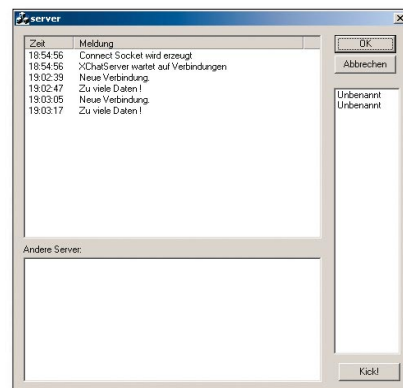 server
Zeit Meldung
18:54:56 Connect Socket wird erzeugt
18:54:56 XChatServer wartet auf Verbindungen
19:02:39 Neue Verbindung.
19:02:47 Zu viele Daten !
19:03:05 Neue Verbindung.
19:03:17 Zu viele Daten !
OK
Abbrechen
Unbenannt
Unbenannt
Andere Server:
Kick!